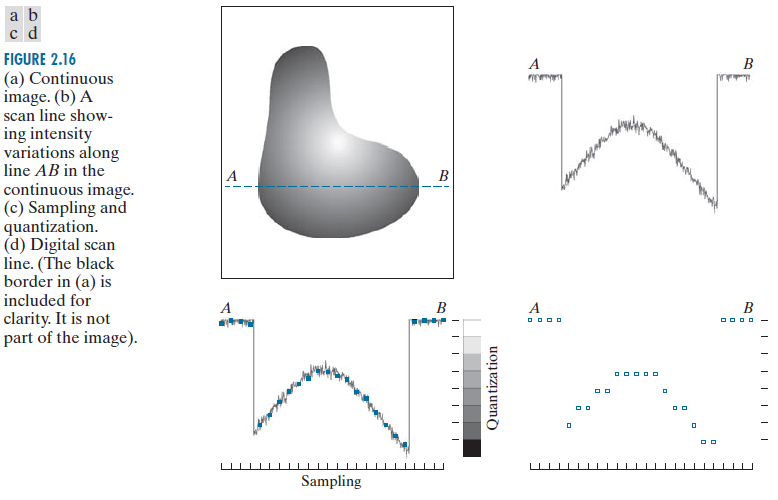 a b
c d
FIGURE 2.16
(a) Continuous
image. (b) A
scan line show-
ing intensity
variations along
line AB in the
continuous image.
(c) Sampling and
quantization.
(d) Digital scan
line. (The black
border in (a) is
included for
clarity. It is not
part of the image).
A B
A B
A B
Quantization
Sampling
A B